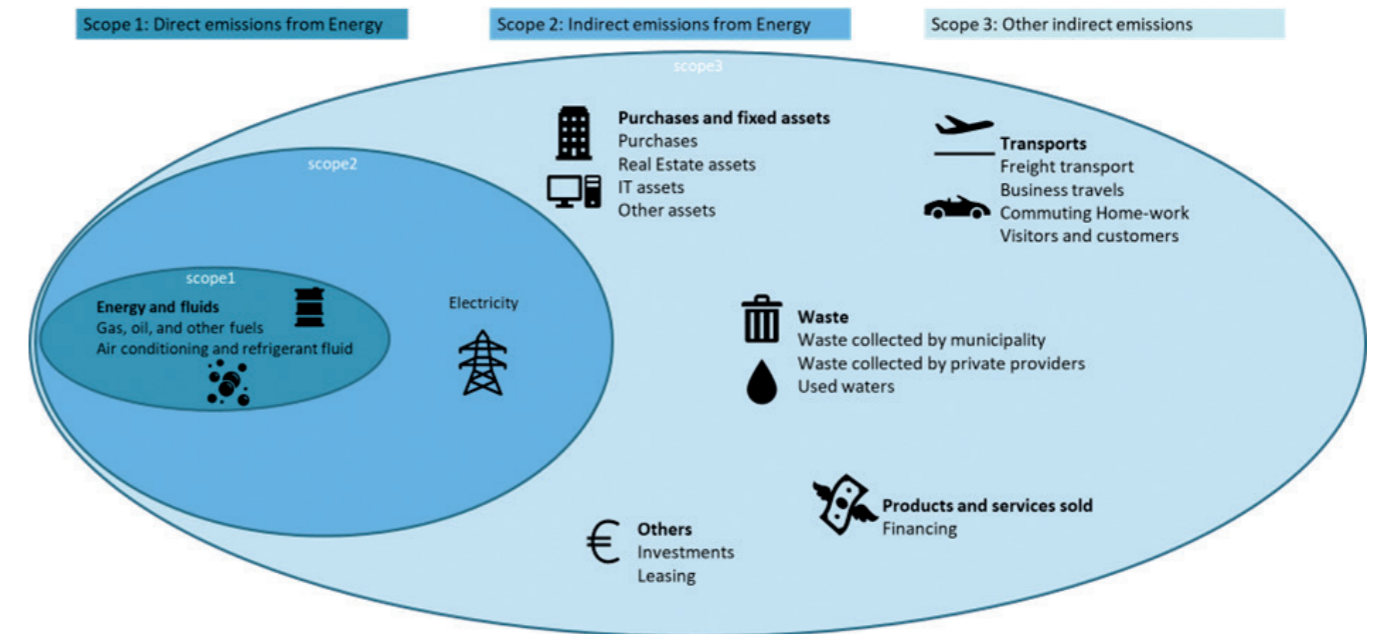 Scope 1: Direct emissions from Energy
Scope 2: Indirect emissions from Energy
Scope 3: Other indirect emissions
scope3
Purchases and fixed assets
Purchases
Real Estate assets
IT assets
Other assets
Transports
Freight transport
Business travels
Commuting Home-work
Visitors and customers
scope2
scope1
Energy and fluids
Gas, oil, and other fuels
Air conditioning and refrigerant fluid
Electricity
Waste
Waste collected by municipality
Waste collected by private providers
Used waters
Products and services sold
Financing
€
Others
Investments
Leasing